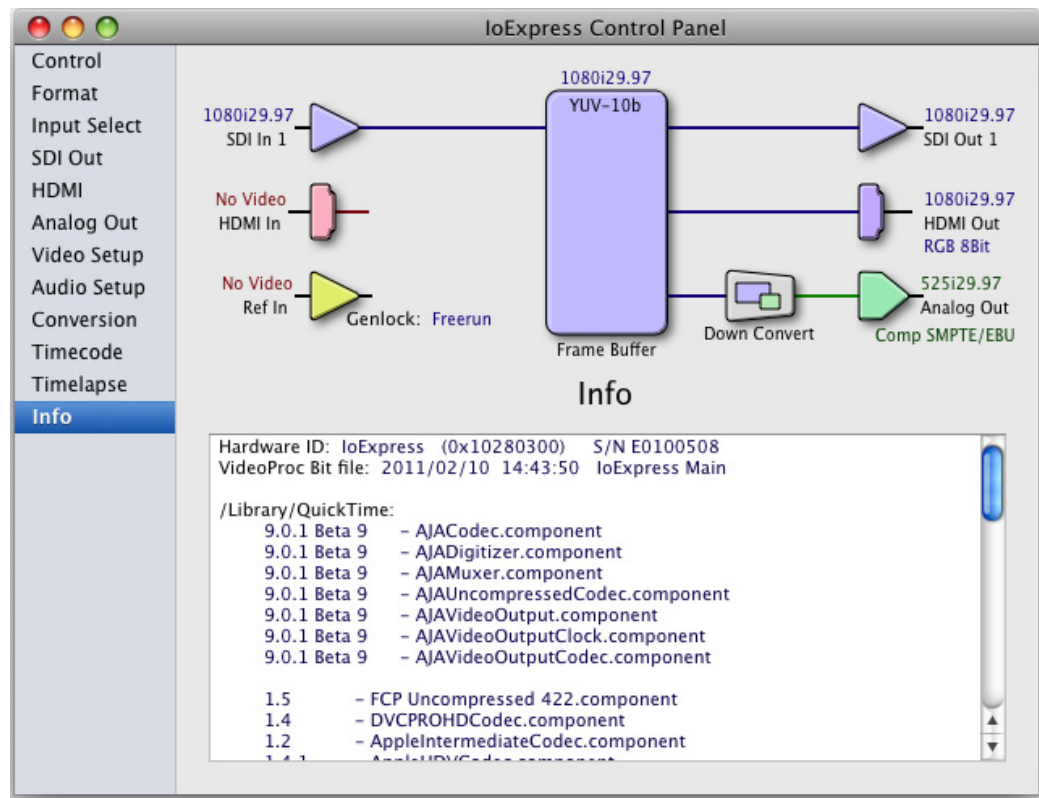 IoExpress Control Panel
Control
Format
Input Select
SDI Out
HDMI
Analog Out
Video Setup
Audio Setup
Conversion
Timecode
Timelapse
Info
1080i29.97
YUV-10b
Frame Buffer
1080i29.97
SDI In 1
No Video
HDMI In
No Video
Ref In
Genlock: Freerun
1080i29.97
SDI Out 1
1080i29.97
HDMI Out
RGB 8Bit
Down Convert
525i29.97
Analog Out
Comp SMPTE/EBU
Info
Hardware ID: IoExpress (0x10280300) S/N E0100508
VideoProc Bit file: 2011/02/10 14:43:50 IoExpress Main
/Library/QuickTime:
9.0.1 Beta 9 - AJACodec.component
9.0.1 Beta 9 - AJADigitizer.component
9.0.1 Beta 9 - AJAMuxer.component
9.0.1 Beta 9 - AJAUncompressedCodec.component
9.0.1 Beta 9 - AJAVideoOutput.component
9.0.1 Beta 9 - AJAVideoOutputClock.component
9.0.1 Beta 9 - AJAVideoOutputCodec.component
1.5 - FCP Uncompressed 422.component
1.4 - DVCPROHDCodec.component
1.2 - AppleIntermediateCodec.component
1.4.1 - AppleHDVCodec.component